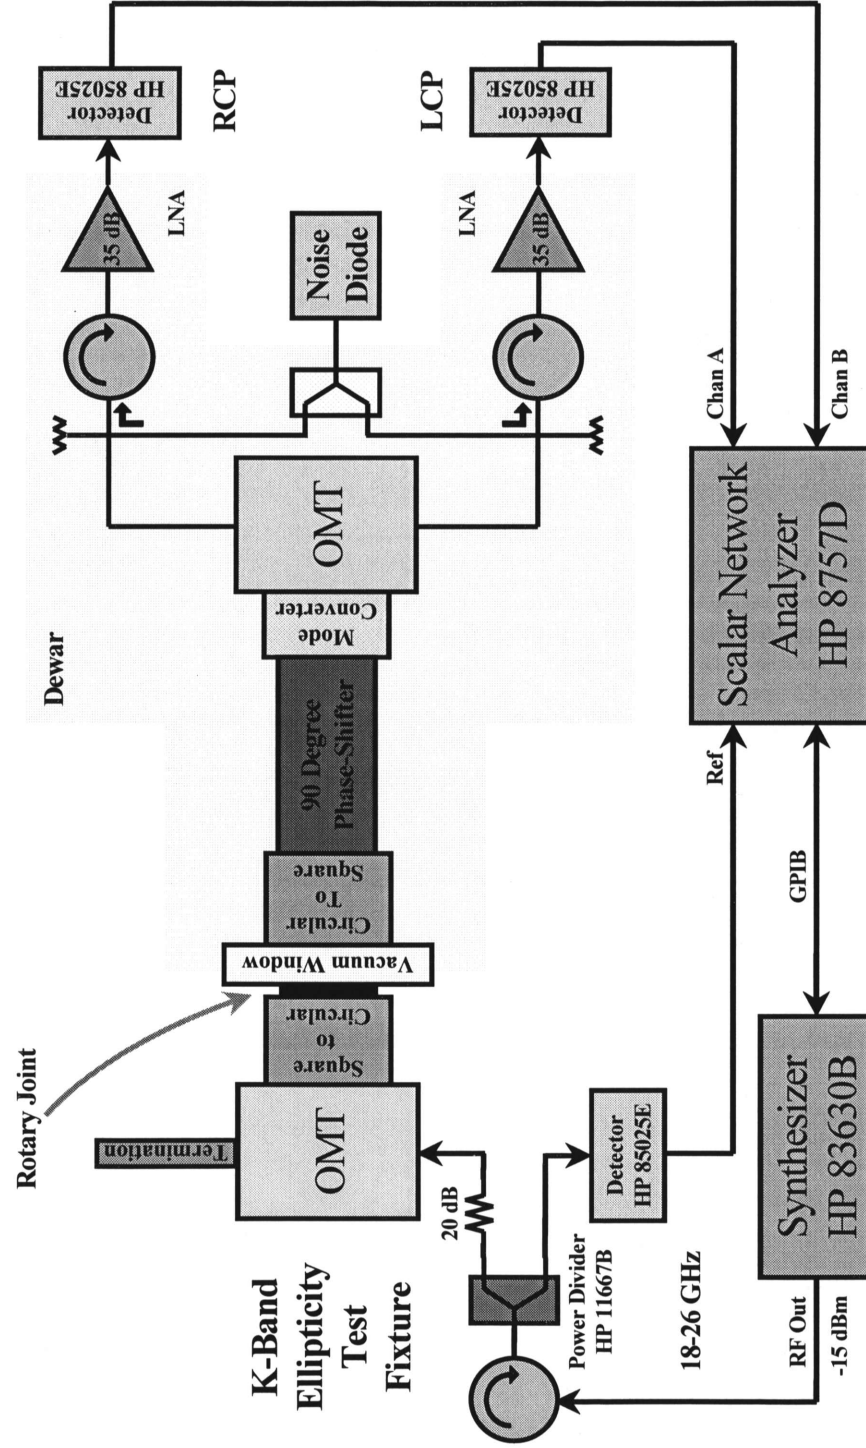 K-Band
Ellipticity
Test
Fixture
Rotary Joint
Dewar
Termination
OMT
Square
to
Circular
Vacuum Window
Circular
To
Square
90 Degree
Phase-Shifter
Mode
Converter
OMT
Noise
Diode
35 dB
LNA
Detector
HP 85025E
RCP
35 dB
LNA
Detector
HP 85025E
LCP
20 dB
Power Divider
HP 11667B
Detector
HP 85025E
18-26 GHz
RF Out
-15 dBm
Synthesizer
HP 83630B
GPIB
Ref
Scalar Network
Analyzer
HP 8757D
Chan A
Chan B